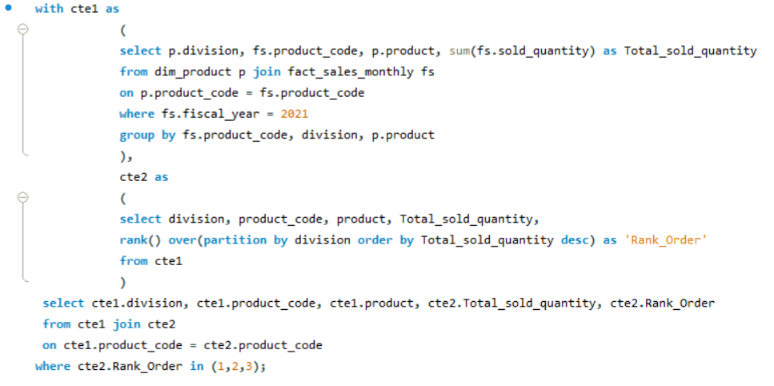 with cte1 as
(
select p.division, fs.product_code, p.product, sum(fs.sold_quantity) as Total_sold_quantity
from dim_product p join fact_sales_monthly fs
on p.product_code = fs.product_code
where fs.fiscal_year = 2021
group by fs.product_code, division, p.product
),
cte2 as
(
select division, product_code, product, Total_sold_quantity,
rank() over(partition by division order by Total_sold_quantity desc) as 'Rank_Order'
from cte1
)
select cte1.division, cte1.product_code, cte1.product, cte2.Total_sold_quantity, cte2.Rank_Order
from cte1 join cte2
on cte1.product_code = cte2.product_code
where cte2.Rank_Order in (1,2,3);